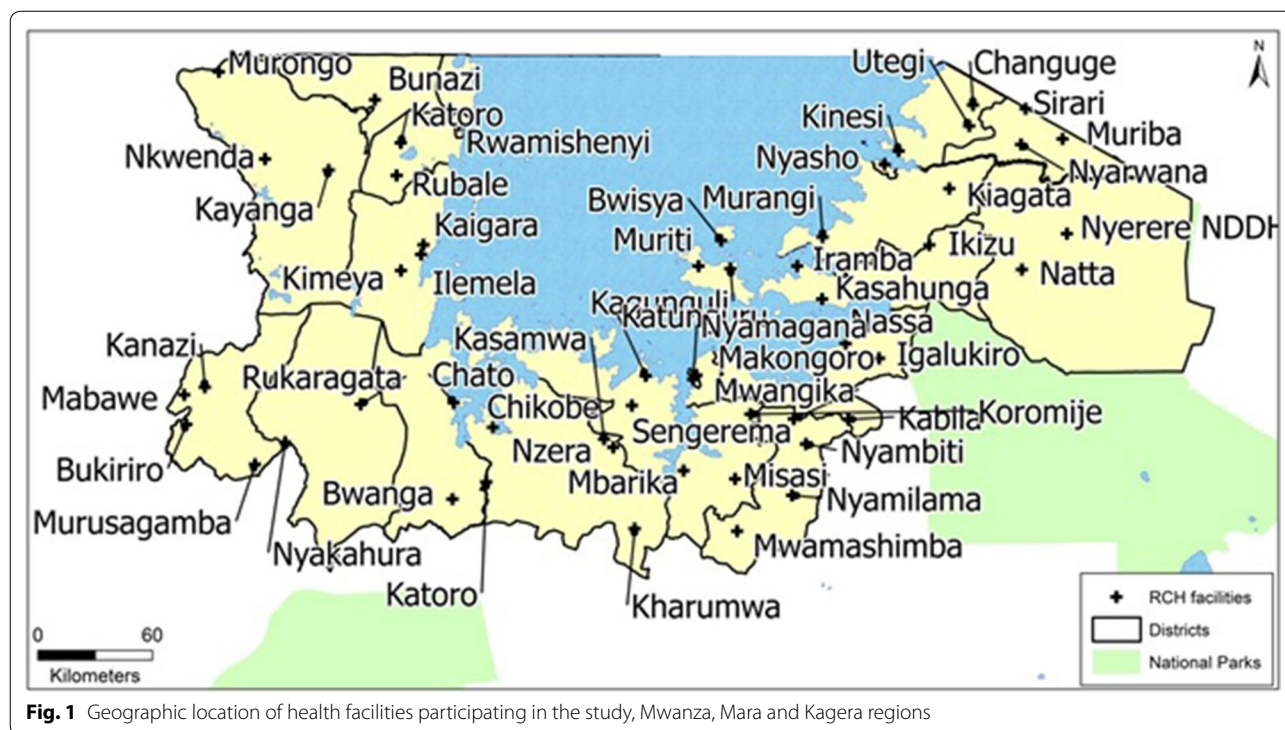 N
Murongo
Utegi
Changuge
Bunazi
Sirari
Katoro
Kinesi
Muriba
Rwamishenyi
Nkwenda
Nyasho
Nyarwana
Rubale
Kiagata
Kayanga
Bwisya
Murangi
Kaigara
Nyerere NDDH
Muriti
Ikizu
Iramba
Natta
Kimeya
Ilemela
Kasahunga
Kagunguli
Katunguru
Nyamagana
Nassa
Kasamwa
Kanazi
Makongoro
Igalukiro
Rukaragata
Chato
Mabawe
Mwangika
Chikobe
Koromije
Kabila
Sengerema
Bukiriro
Nzera
Nyambiti
Mbarika
Misasi
Bwanga
Nyamilama
Murusagamba
Mwamashimba
Nyakahura
Katoro
Kharumwa
RCH facilities
Districts
National Parks
0 60
Kilometers
Fig. 1 Geographic location of health facilities participating in the study, Mwanza, Mara and Kagera regions